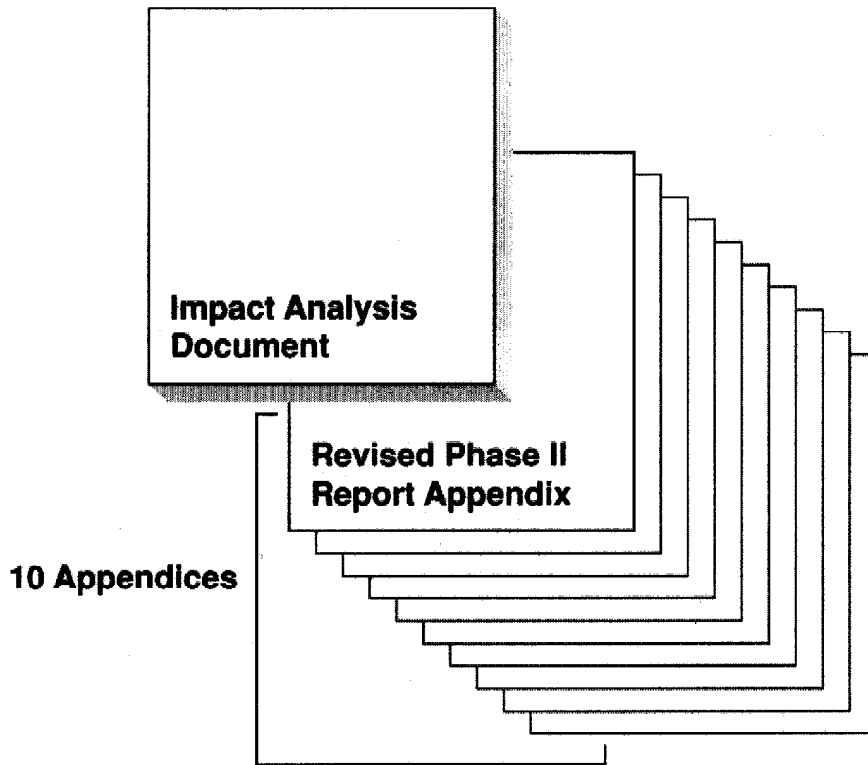 Impact Analysis
Document
Revised Phase II
Report Appendix
10 Appendices